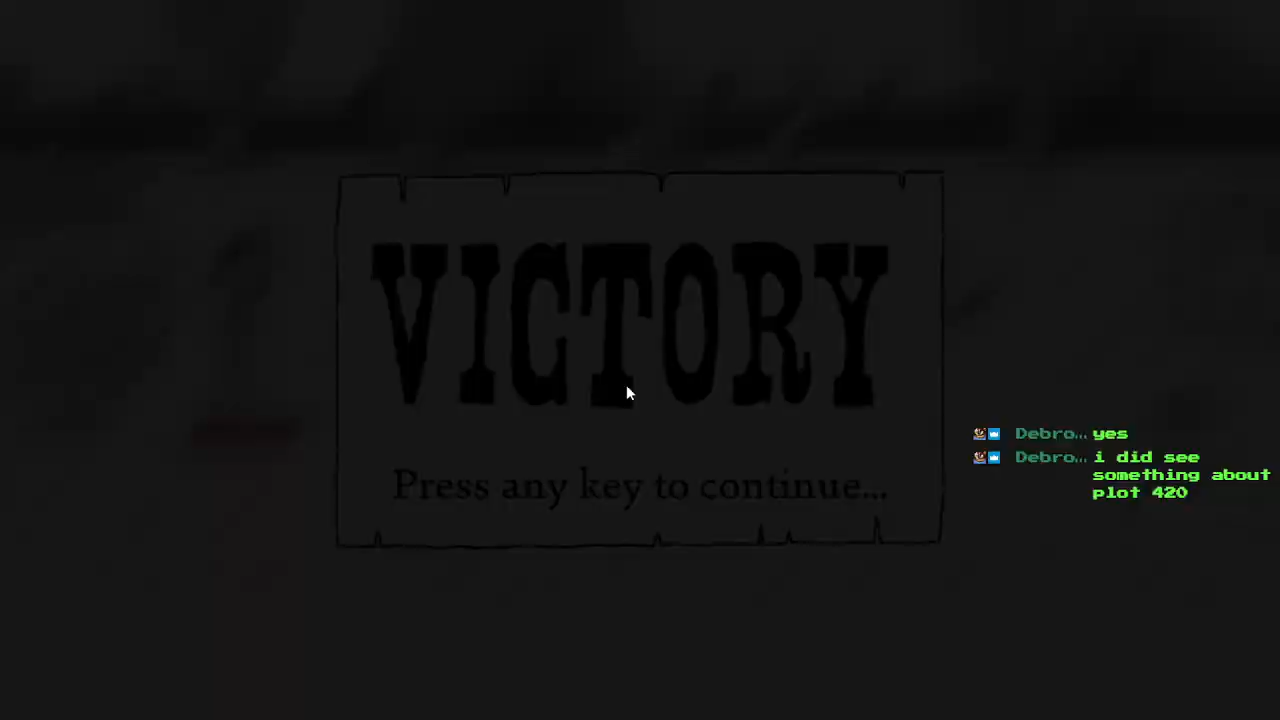 VICTORY
Press any key to continue...
Debro... yes
Debro... i did see
something about
plot 420